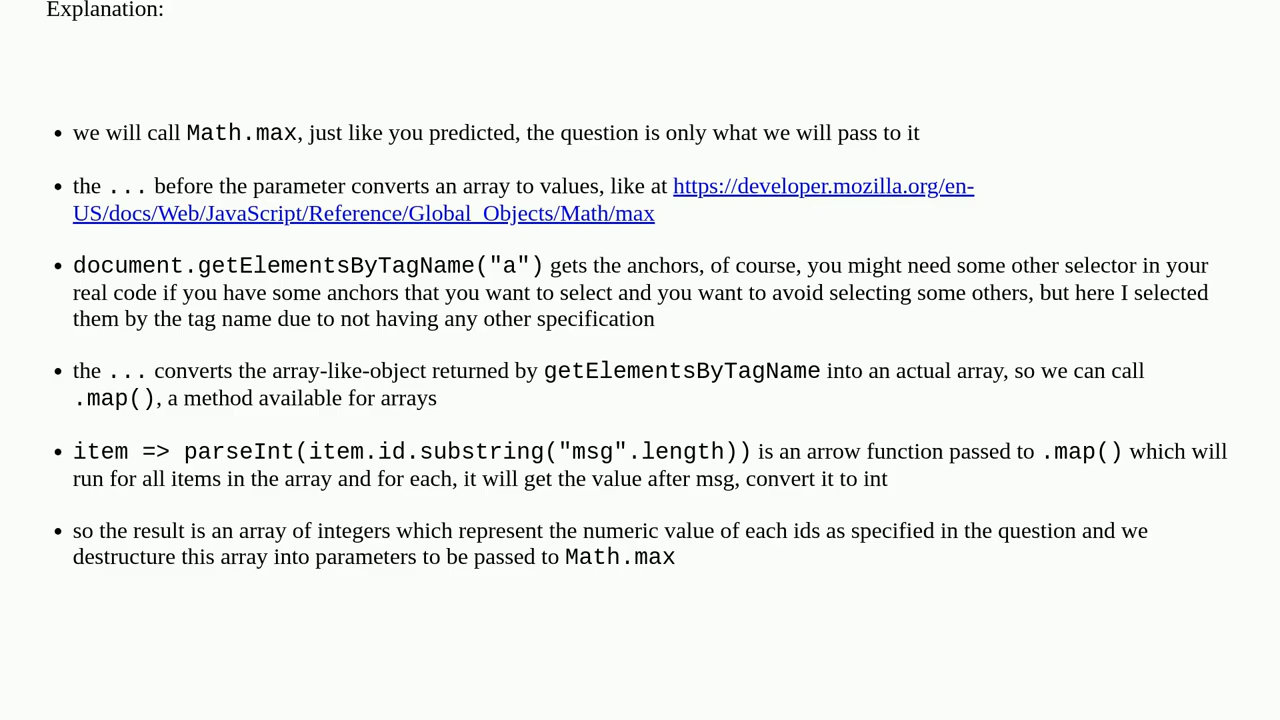 Explanation:
• we will call Math.max, just like you predicted, the question is only what we will pass to it
• the ... before the parameter converts an array to values, like at https://developer.mozilla.org/en-
US/docs/Web/JavaScript/Reference/Global_Objects/Math/max
• document.getElementsByTagName("a") gets the anchors, of course, you might need some other selector in your
real code if you have some anchors that you want to select and you want to avoid selecting some others, but here I selected
them by the tag name due to not having any other specification
• the ... converts the array-like-object returned by getElementsByTagName into an actual array, so we can call
.map(), a method available for arrays
• item => parseInt(item.id.substring("msg".length)) is an arrow function passed to .map() which will
run for all items in the array and for each, it will get the value after msg, convert it to int
• so the result is an array of integers which represent the numeric value of each ids as specified in the question and we
destructure this array into parameters to be passed to Math.max